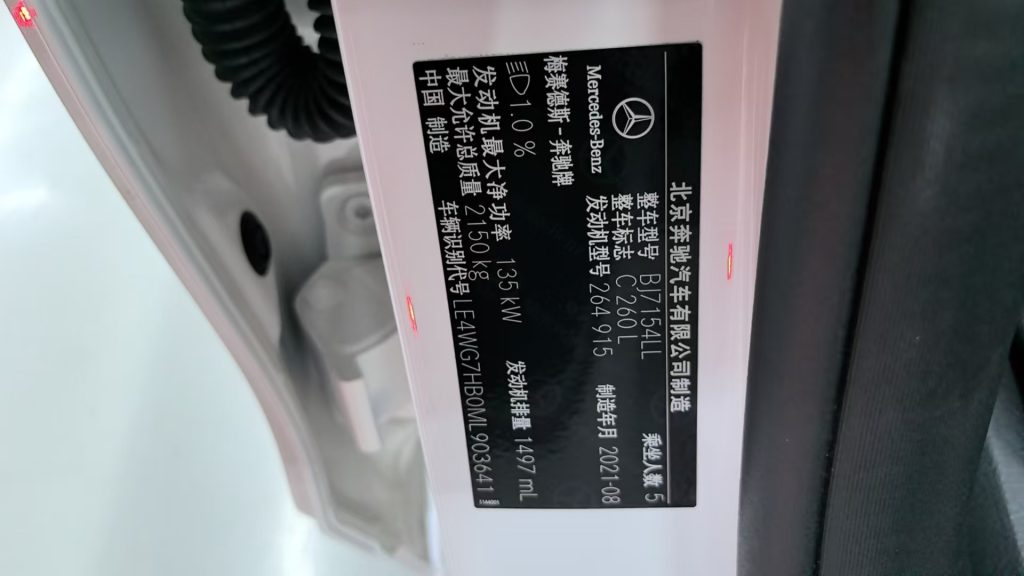 北京奔驰汽车有限公司制造
整车型号 BJ7154LL 乘坐人数 5
整车标志 C 260 L
发动机型号 264 915 制造年月 2021-08
Mercedes-Benz
梅赛德斯-奔驰牌
1.0 %
发动机最大净功率 135 kW 发动机排量 1497 mL
最大允许总质量 2150 kg
中国 制造 车辆识别代号 LE4WG7HB0ML903641